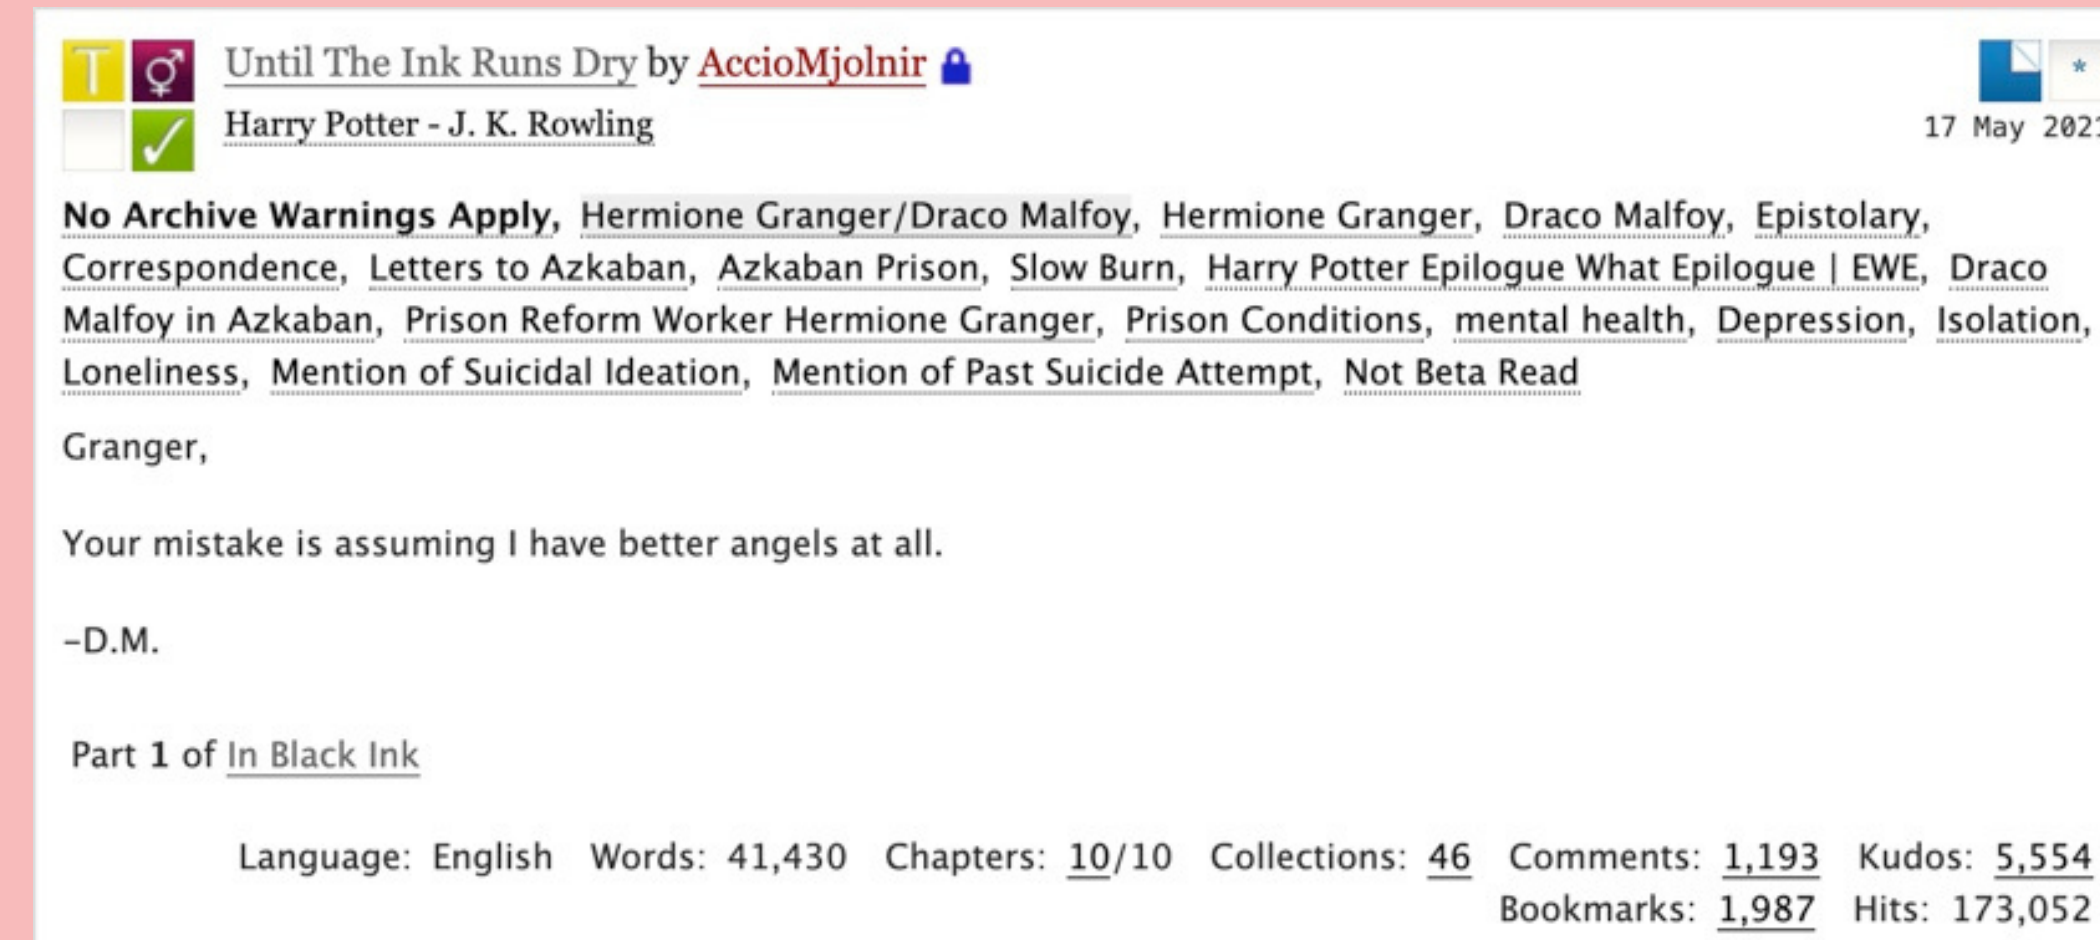 T
Until The Ink Runs Dry by AccioMjolnir
Harry Potter - J. K. Rowling
*
17 May 2021
No Archive Warnings Apply, Hermione Granger/Draco Malfoy, Hermione Granger, Draco Malfoy, Epistolary,
Correspondence, Letters to Azkaban, Azkaban Prison, Slow Burn, Harry Potter Epilogue What Epilogue | EWE, Draco
Malfoy in Azkaban, Prison Reform Worker Hermione Granger, Prison Conditions, mental health, Depression, Isolation,
Loneliness, Mention of Suicidal Ideation, Mention of Past Suicide Attempt, Not Beta Read
Granger,
Your mistake is assuming I have better angels at all.
–D.M.
Part 1 of In Black Ink
Language: English Words: 41,430 Chapters: 10/10 Collections: 46 Comments: 1,193 Kudos: 5,554
Bookmarks: 1,987 Hits: 173,052